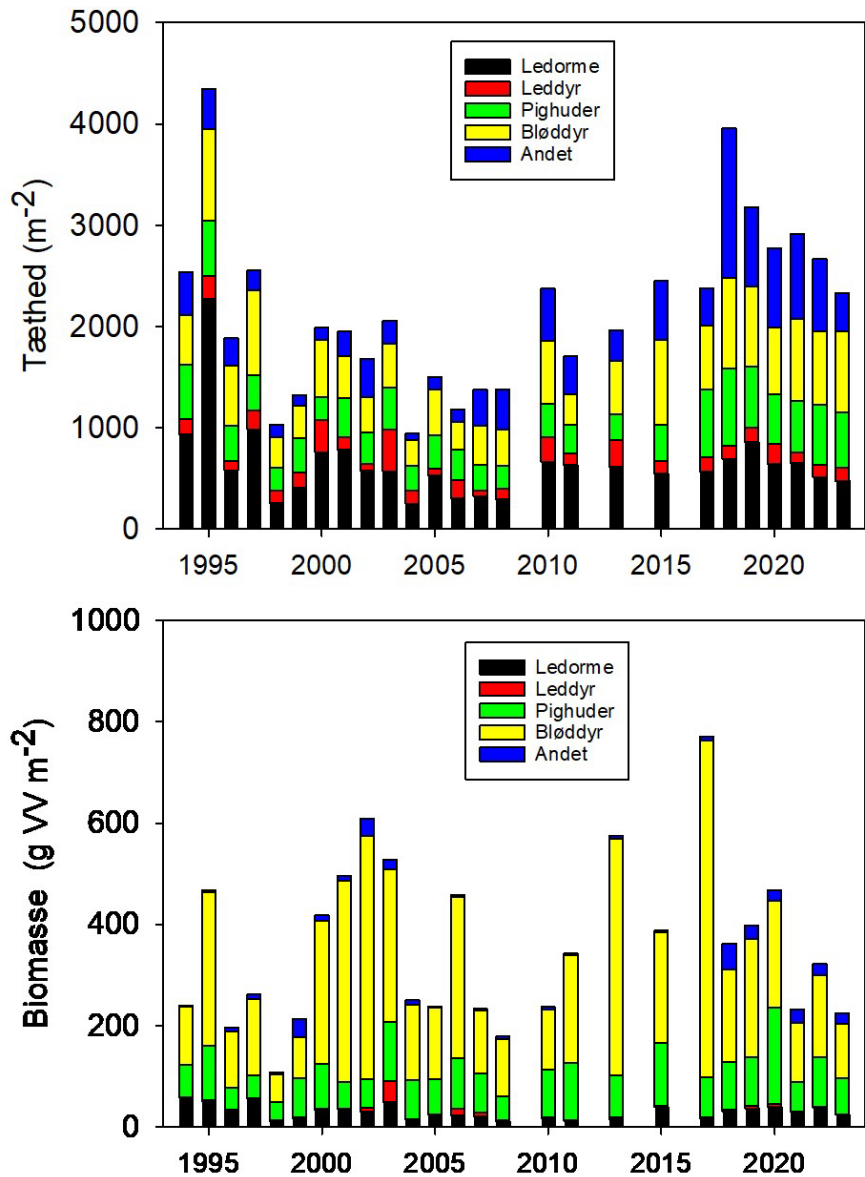 5000
4000
3000
2000
1000
0
Tæthed (m⁻²)
Ledorme
Leddyr
Pighuder
Bløddyr
Andet
1995 2000 2005 2010 2015 2020
1000
800
600
400
200
0
Biomasse (g VV m⁻²)
Ledorme
Leddyr
Pighuder
Bløddyr
Andet
1995 2000 2005 2010 2015 2020